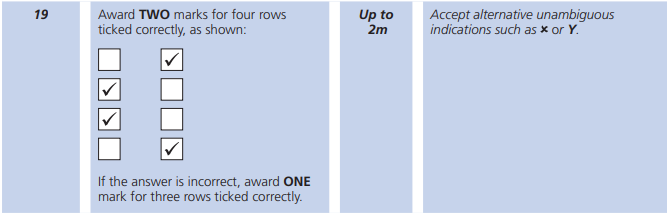 19
Award TWO marks for four rows
ticked correctly, as shown:
✓
✓
✓
✓
If the answer is incorrect, award ONE
mark for three rows ticked correctly.
Up to
2m
Accept alternative unambiguous
indications such as × or Y.